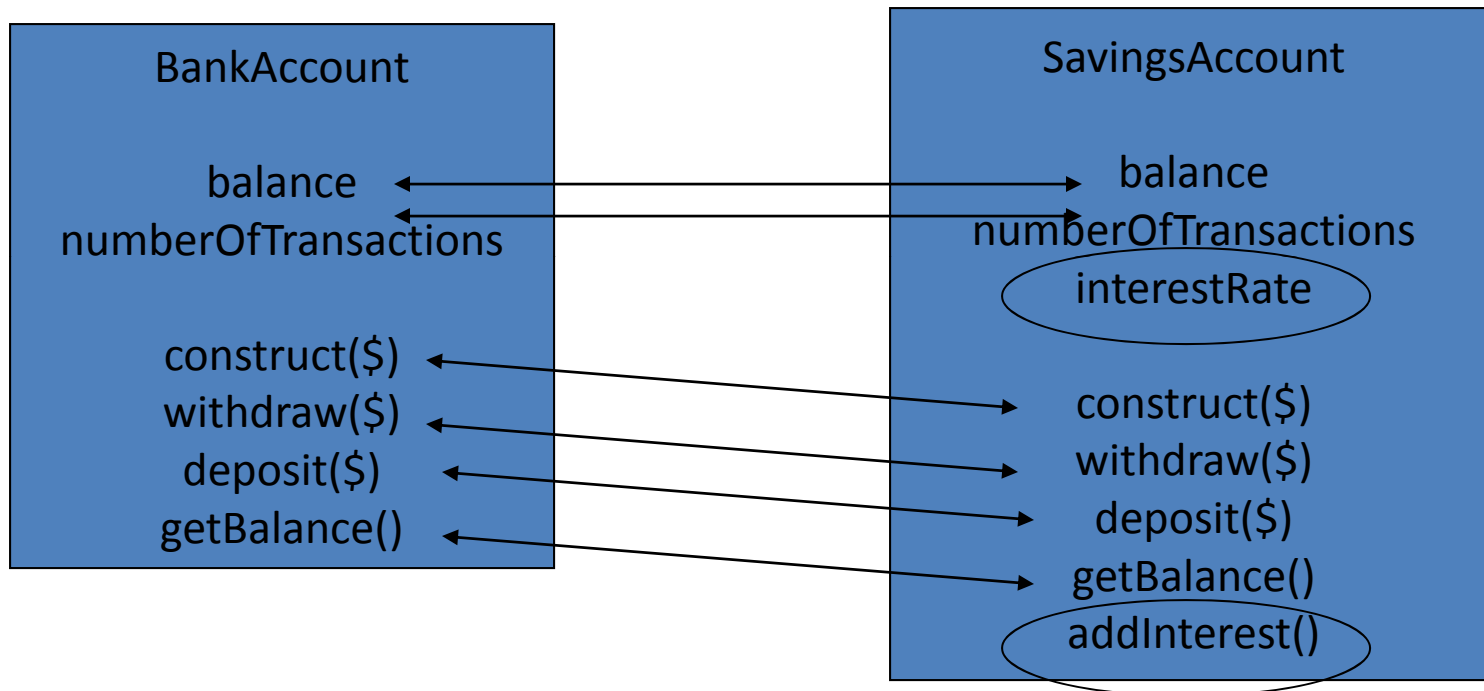 BankAccount
balance
numberOfTransactions
construct($)
withdraw($)
deposit($)
getBalance()
SavingsAccount
balance
numberOfTransactions
interestRate
construct($)
withdraw($)
deposit($)
getBalance()
addInterest()